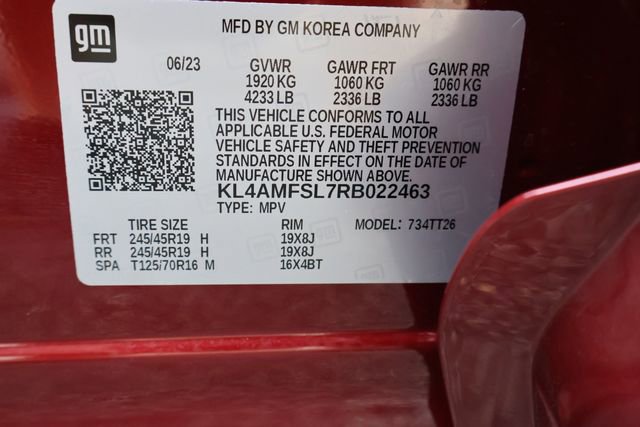 gm
MFD BY GM KOREA COMPANY
06/23 GVWR GAWR FRT GAWR RR
1920 KG 1060 KG 1060 KG
4233 LB 2336 LB 2336 LB
THIS VEHICLE CONFORMS TO ALL
APPLICABLE U.S. FEDERAL MOTOR
VEHICLE SAFETY AND THEFT PREVENTION
STANDARDS IN EFFECT ON THE DATE OF
MANUFACTURE SHOWN ABOVE.
KL4AMFSL7RB022463
TYPE: MPV
TIRE SIZE RIM MODEL: 734TT26
FRT 245/45R19 H 19X8J
RR 245/45R19 H 19X8J
SPA T125/70R16 M 16X4BT